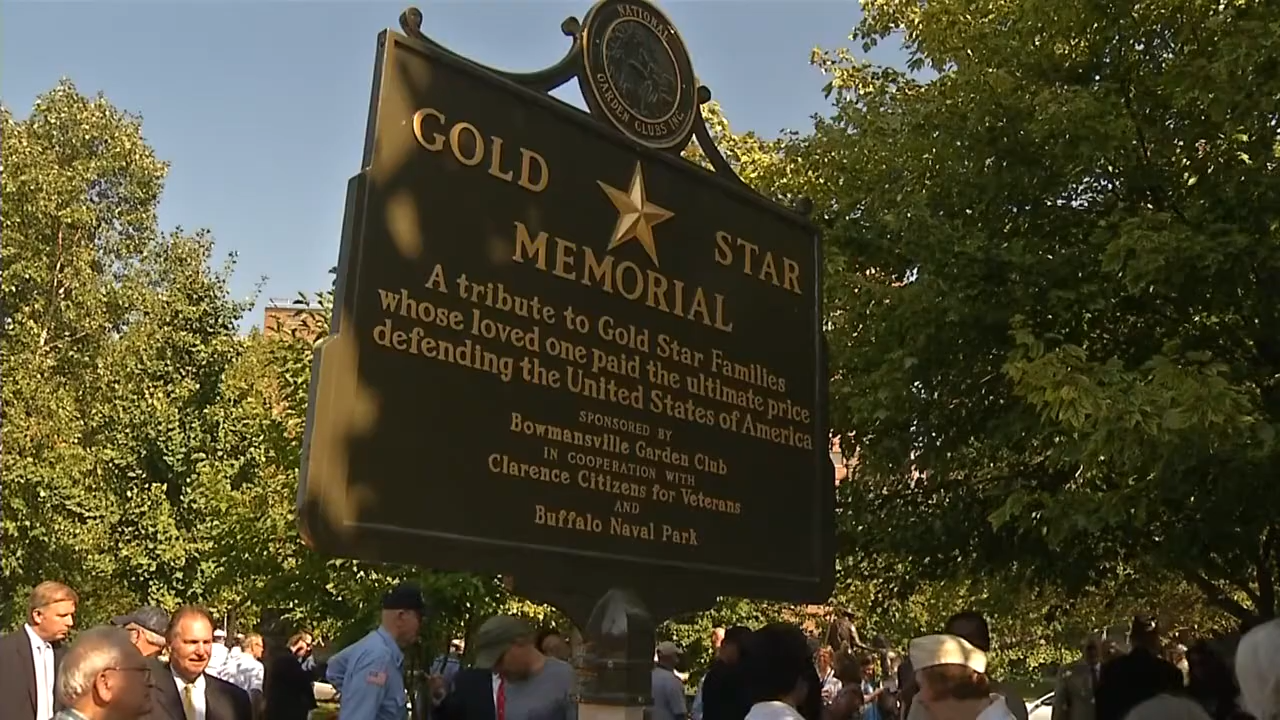 NATIONAL
GARDEN CLUBS INC
GOLD STAR
MEMORIAL
A tribute to Gold Star Families
whose loved one paid the ultimate price
defending the United States of America
SPONSORED BY
Bowmansville Garden Club
IN COOPERATION WITH
Clarence Citizens for Veterans
AND
Buffalo Naval Park